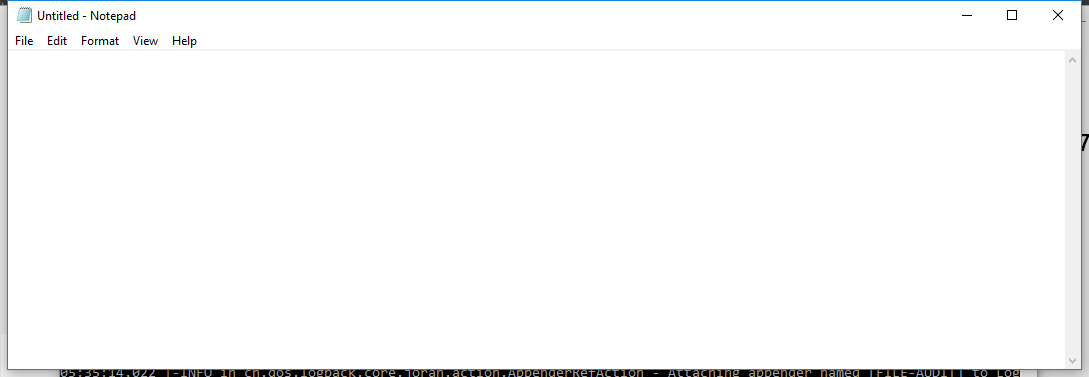 Untitled - Notepad
File Edit Format View Help
7
05:35:14.022 |-INFO in ch.qos.logback.core.joran.action.AppenderRefAction - Attaching appender named [FILE-AUDIT] to Log